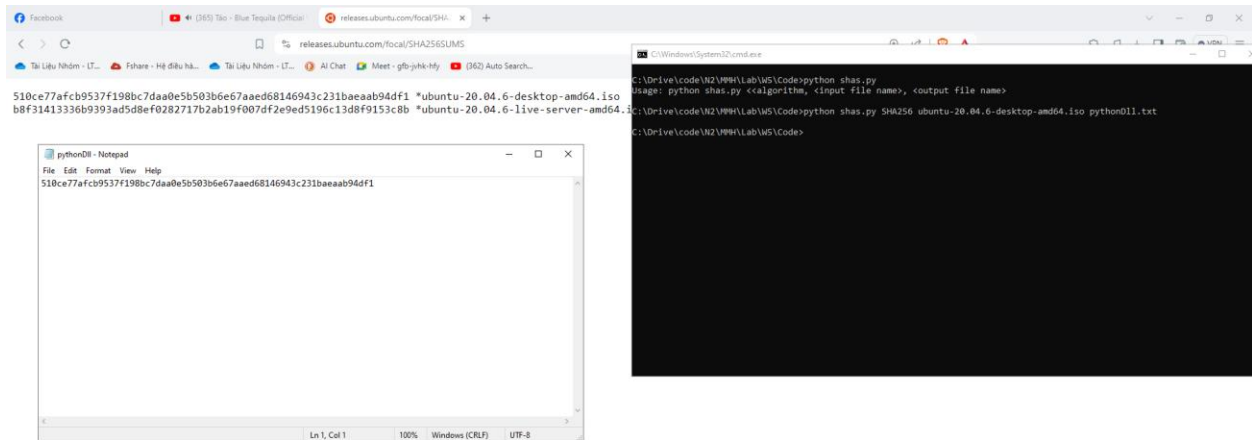 Facebook
(365) Táo - Blue Tequila (Official
releases.ubuntu.com/focal/SHA
releases.ubuntu.com/focal/SHA256SUMS
VPN
Tài Liệu Nhóm - LT...
Fshare - Hệ điều hà...
Tài Liệu Nhóm - LT...
AI Chat
Meet - gfb-jvhk-hfy
(362) Auto Search...
510ce77afcb9537f198bc7daa0e5b503b6e67aaed68146943c231baeaab94df1 *ubuntu-20.04.6-desktop-amd64.iso
b8f31413336b9393ad5d8ef0282717b2ab19f007df2e9ed5196c13d8f9153c8b *ubuntu-20.04.6-live-server-amd64.i
pythonDll - Notepad
File Edit Format View Help
510ce77afcb9537f198bc7daa0e5b503b6e67aaed68146943c231baeaab94df1
Ln 1, Col 1 100% Windows (CRLF) UTF-8
C:\Windows\System32\cmd.exe
C:\Drive\code\N2\MMH\Lab\W5\Code>python shas.py
Usage: python shas.py <<algorithm, <input file name>, <output file name>
C:\Drive\code\N2\MMH\Lab\W5\Code>python shas.py SHA256 ubuntu-20.04.6-desktop-amd64.iso pythonDll.txt
C:\Drive\code\N2\MMH\Lab\W5\Code>